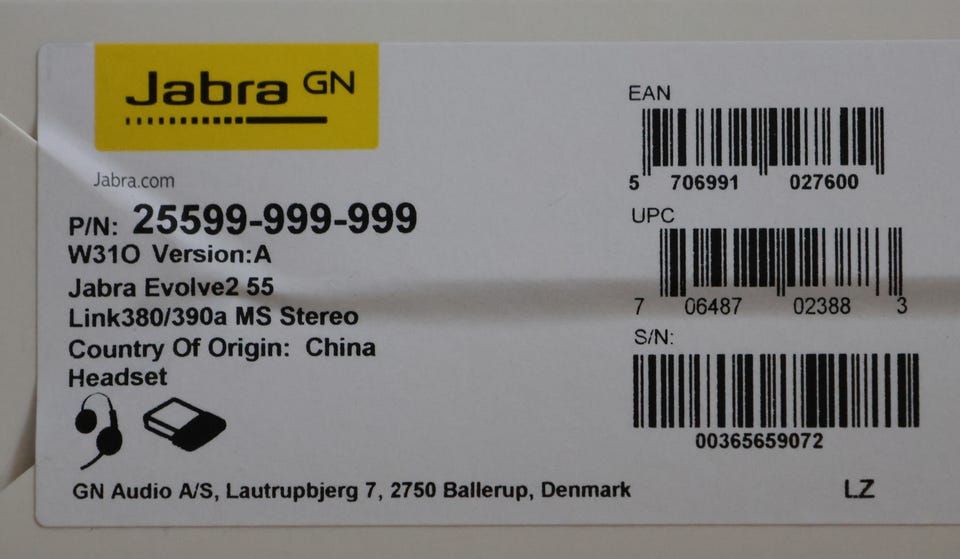 Jabra GN
Jabra.com
P/N: 25599-999-999
W31O Version:A
Jabra Evolve2 55
Link380/390a MS Stereo
Country Of Origin: China
Headset
GN Audio A/S, Lautrupbjerg 7, 2750 Ballerup, Denmark
EAN
5 706991 027600
UPC
7 06487 02388 3
S/N:
00365659072
LZ